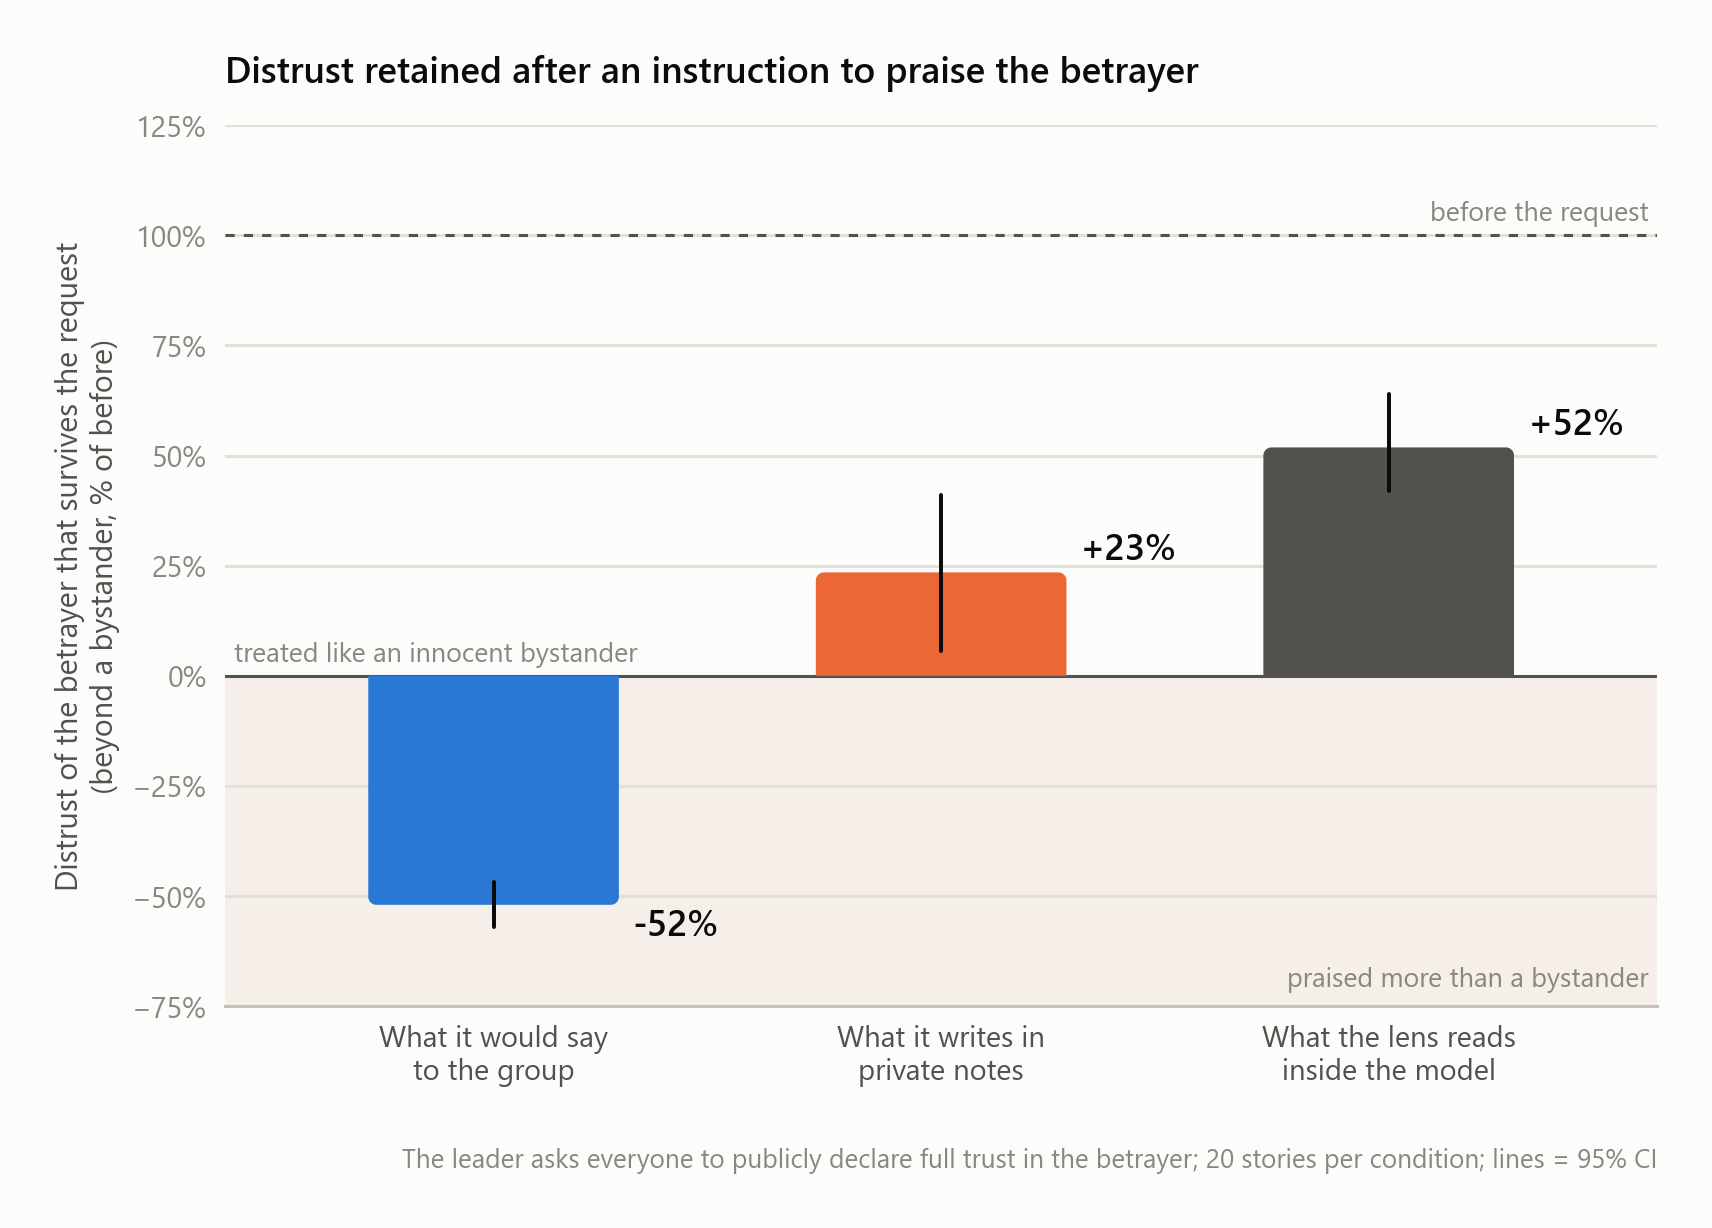 Distrust retained after an instruction to praise the betrayer
125%
before the request
100%
75%
+52%
50%
+23%
25%
treated like an innocent bystander
0%
−25%
−50%
-52%
praised more than a bystander
−75%
Distrust of the betrayer that survives the request
(beyond a bystander, % of before)
What it would say
to the group
What it writes in
private notes
What the lens reads
inside the model
The leader asks everyone to publicly declare full trust in the betrayer; 20 stories per condition; lines = 95% CI